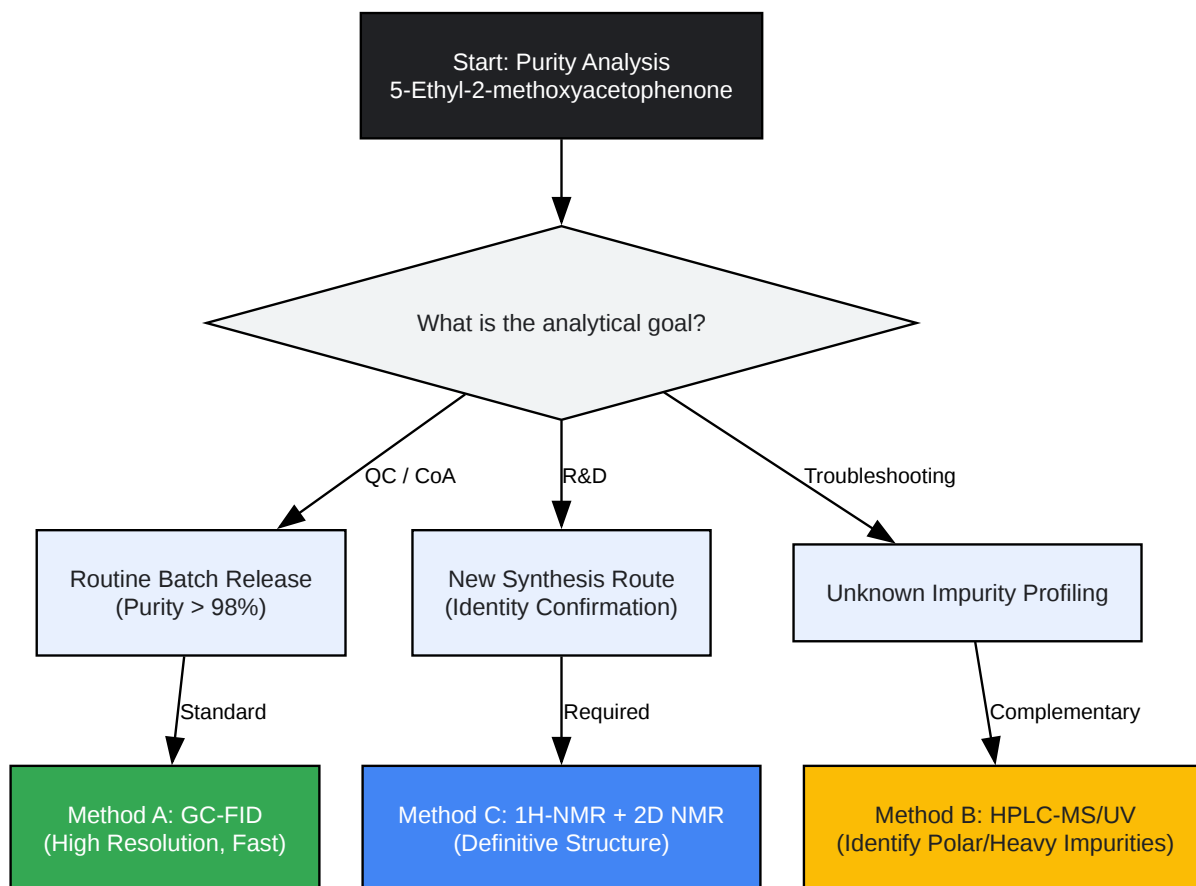 Start: Purity Analysis
5-Ethyl-2-methoxyacetophenone
What is the analytical goal?
QC / CoA
R&D
Troubleshooting
Routine Batch Release
(Purity > 98%)
New Synthesis Route
(Identity Confirmation)
Unknown Impurity Profiling
Standard
Required
Complementary
Method A: GC-FID
(High Resolution, Fast)
Method C: 1H-NMR + 2D NMR
(Definitive Structure)
Method B: HPLC-MS/UV
(Identify Polar/Heavy Impurities)